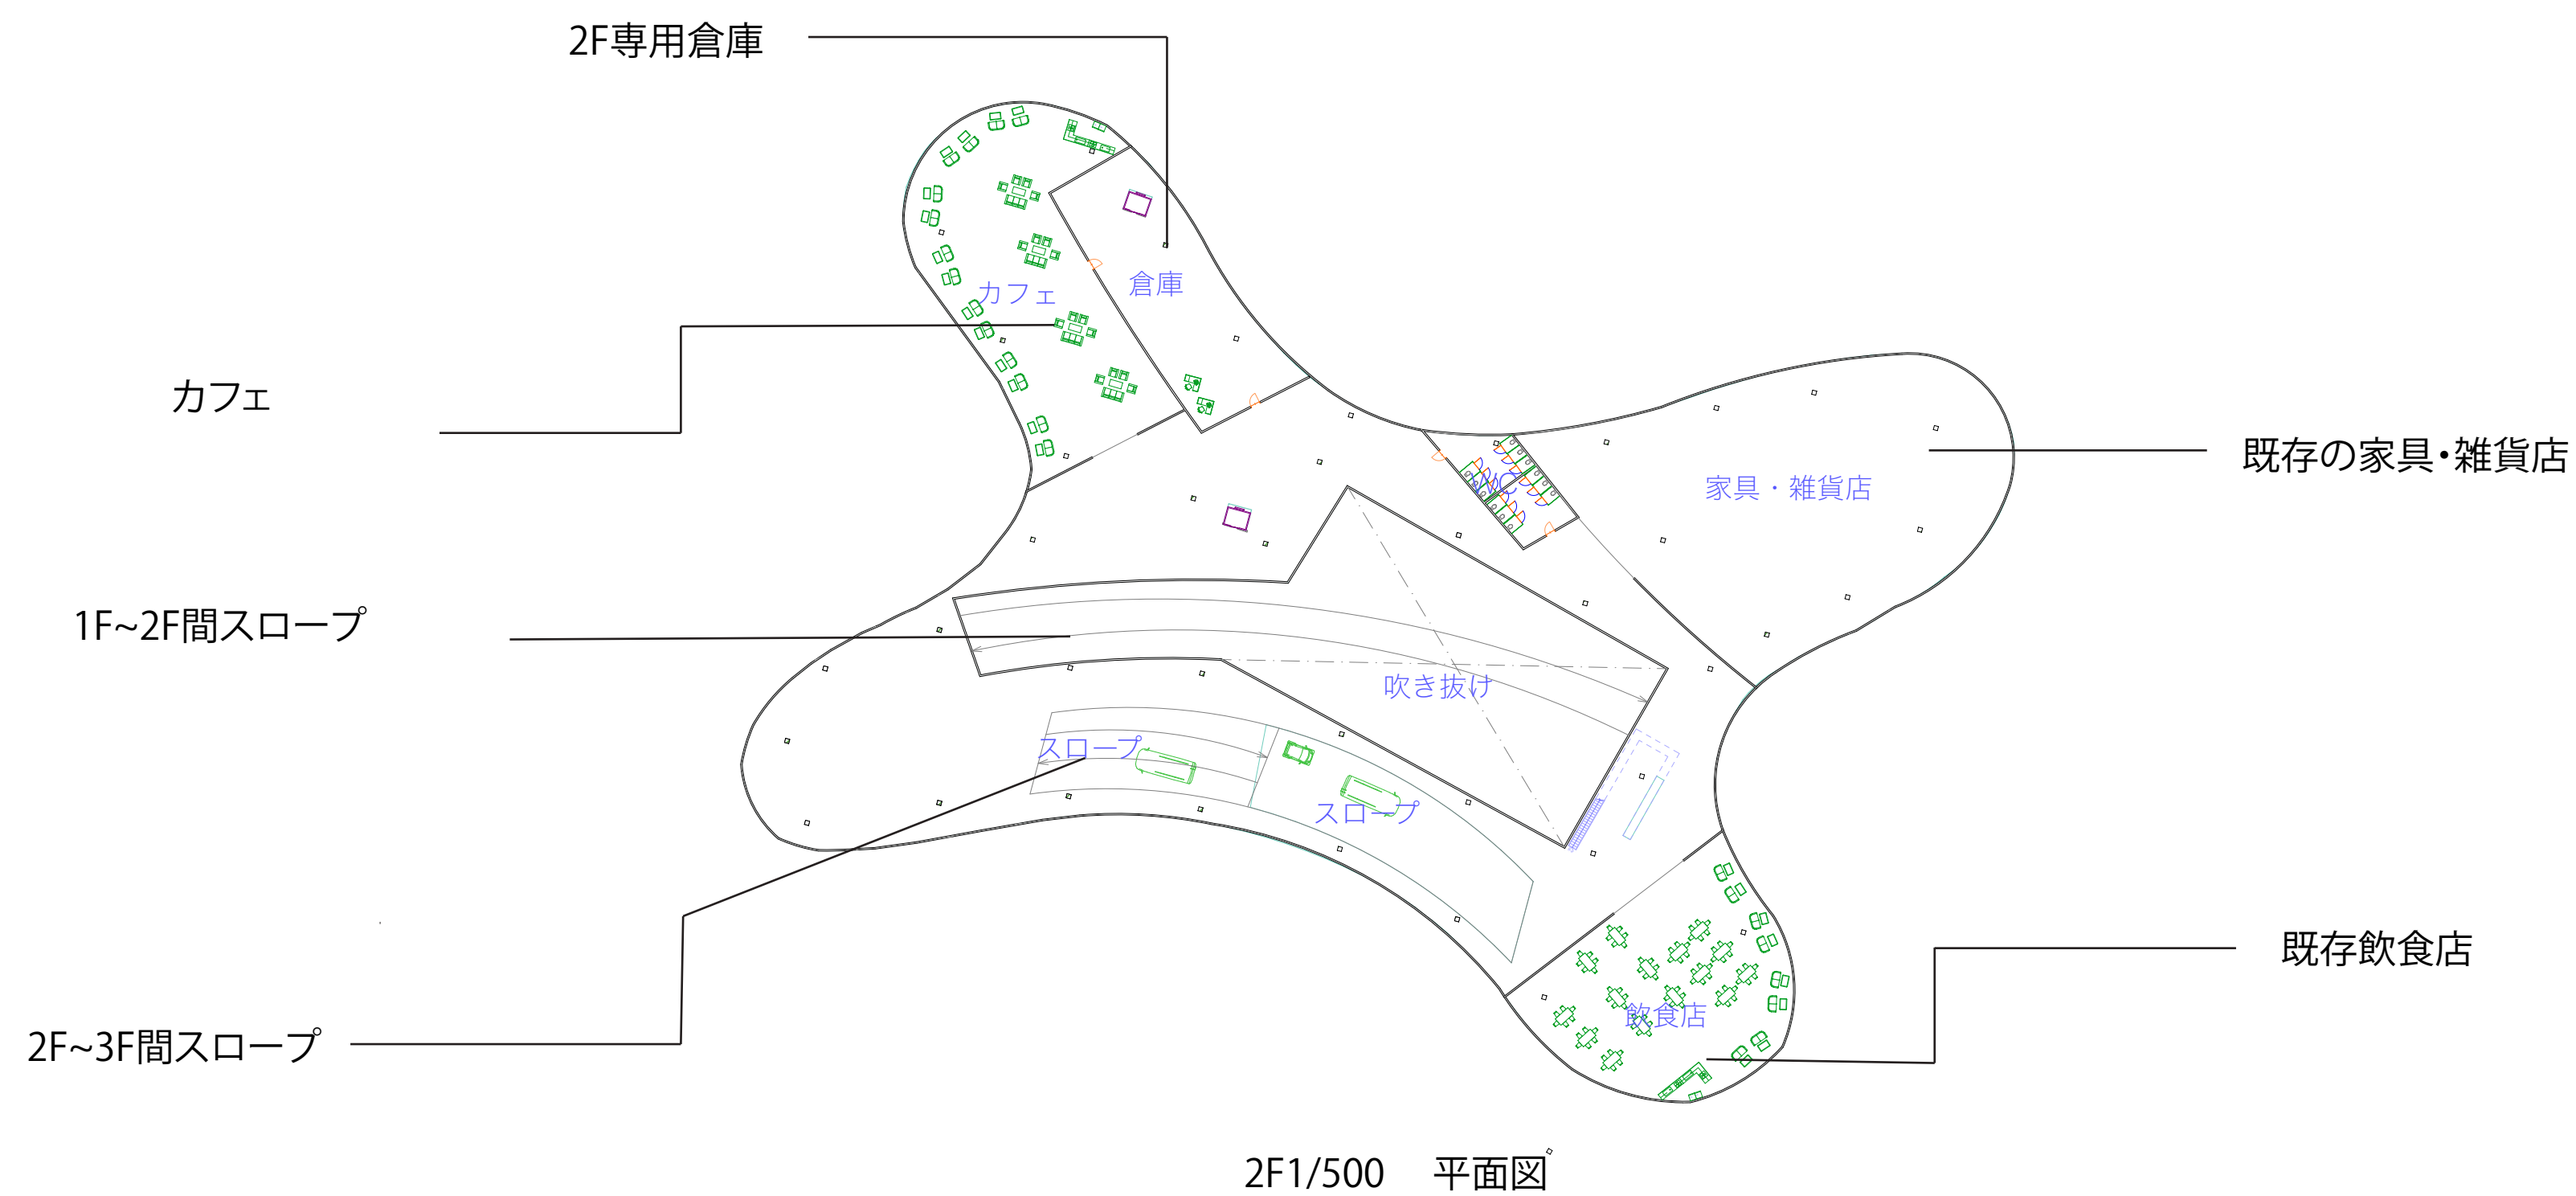 2F専用倉庫
カフェ
倉庫
カフェ
WC
家具・雑貨店
既存の家具・雑貨店
1F~2F間スロープ
吹き抜け
スロープ
スロープ
既存飲食店
飲食店
2F~3F間スロープ
2F1/500 平面図